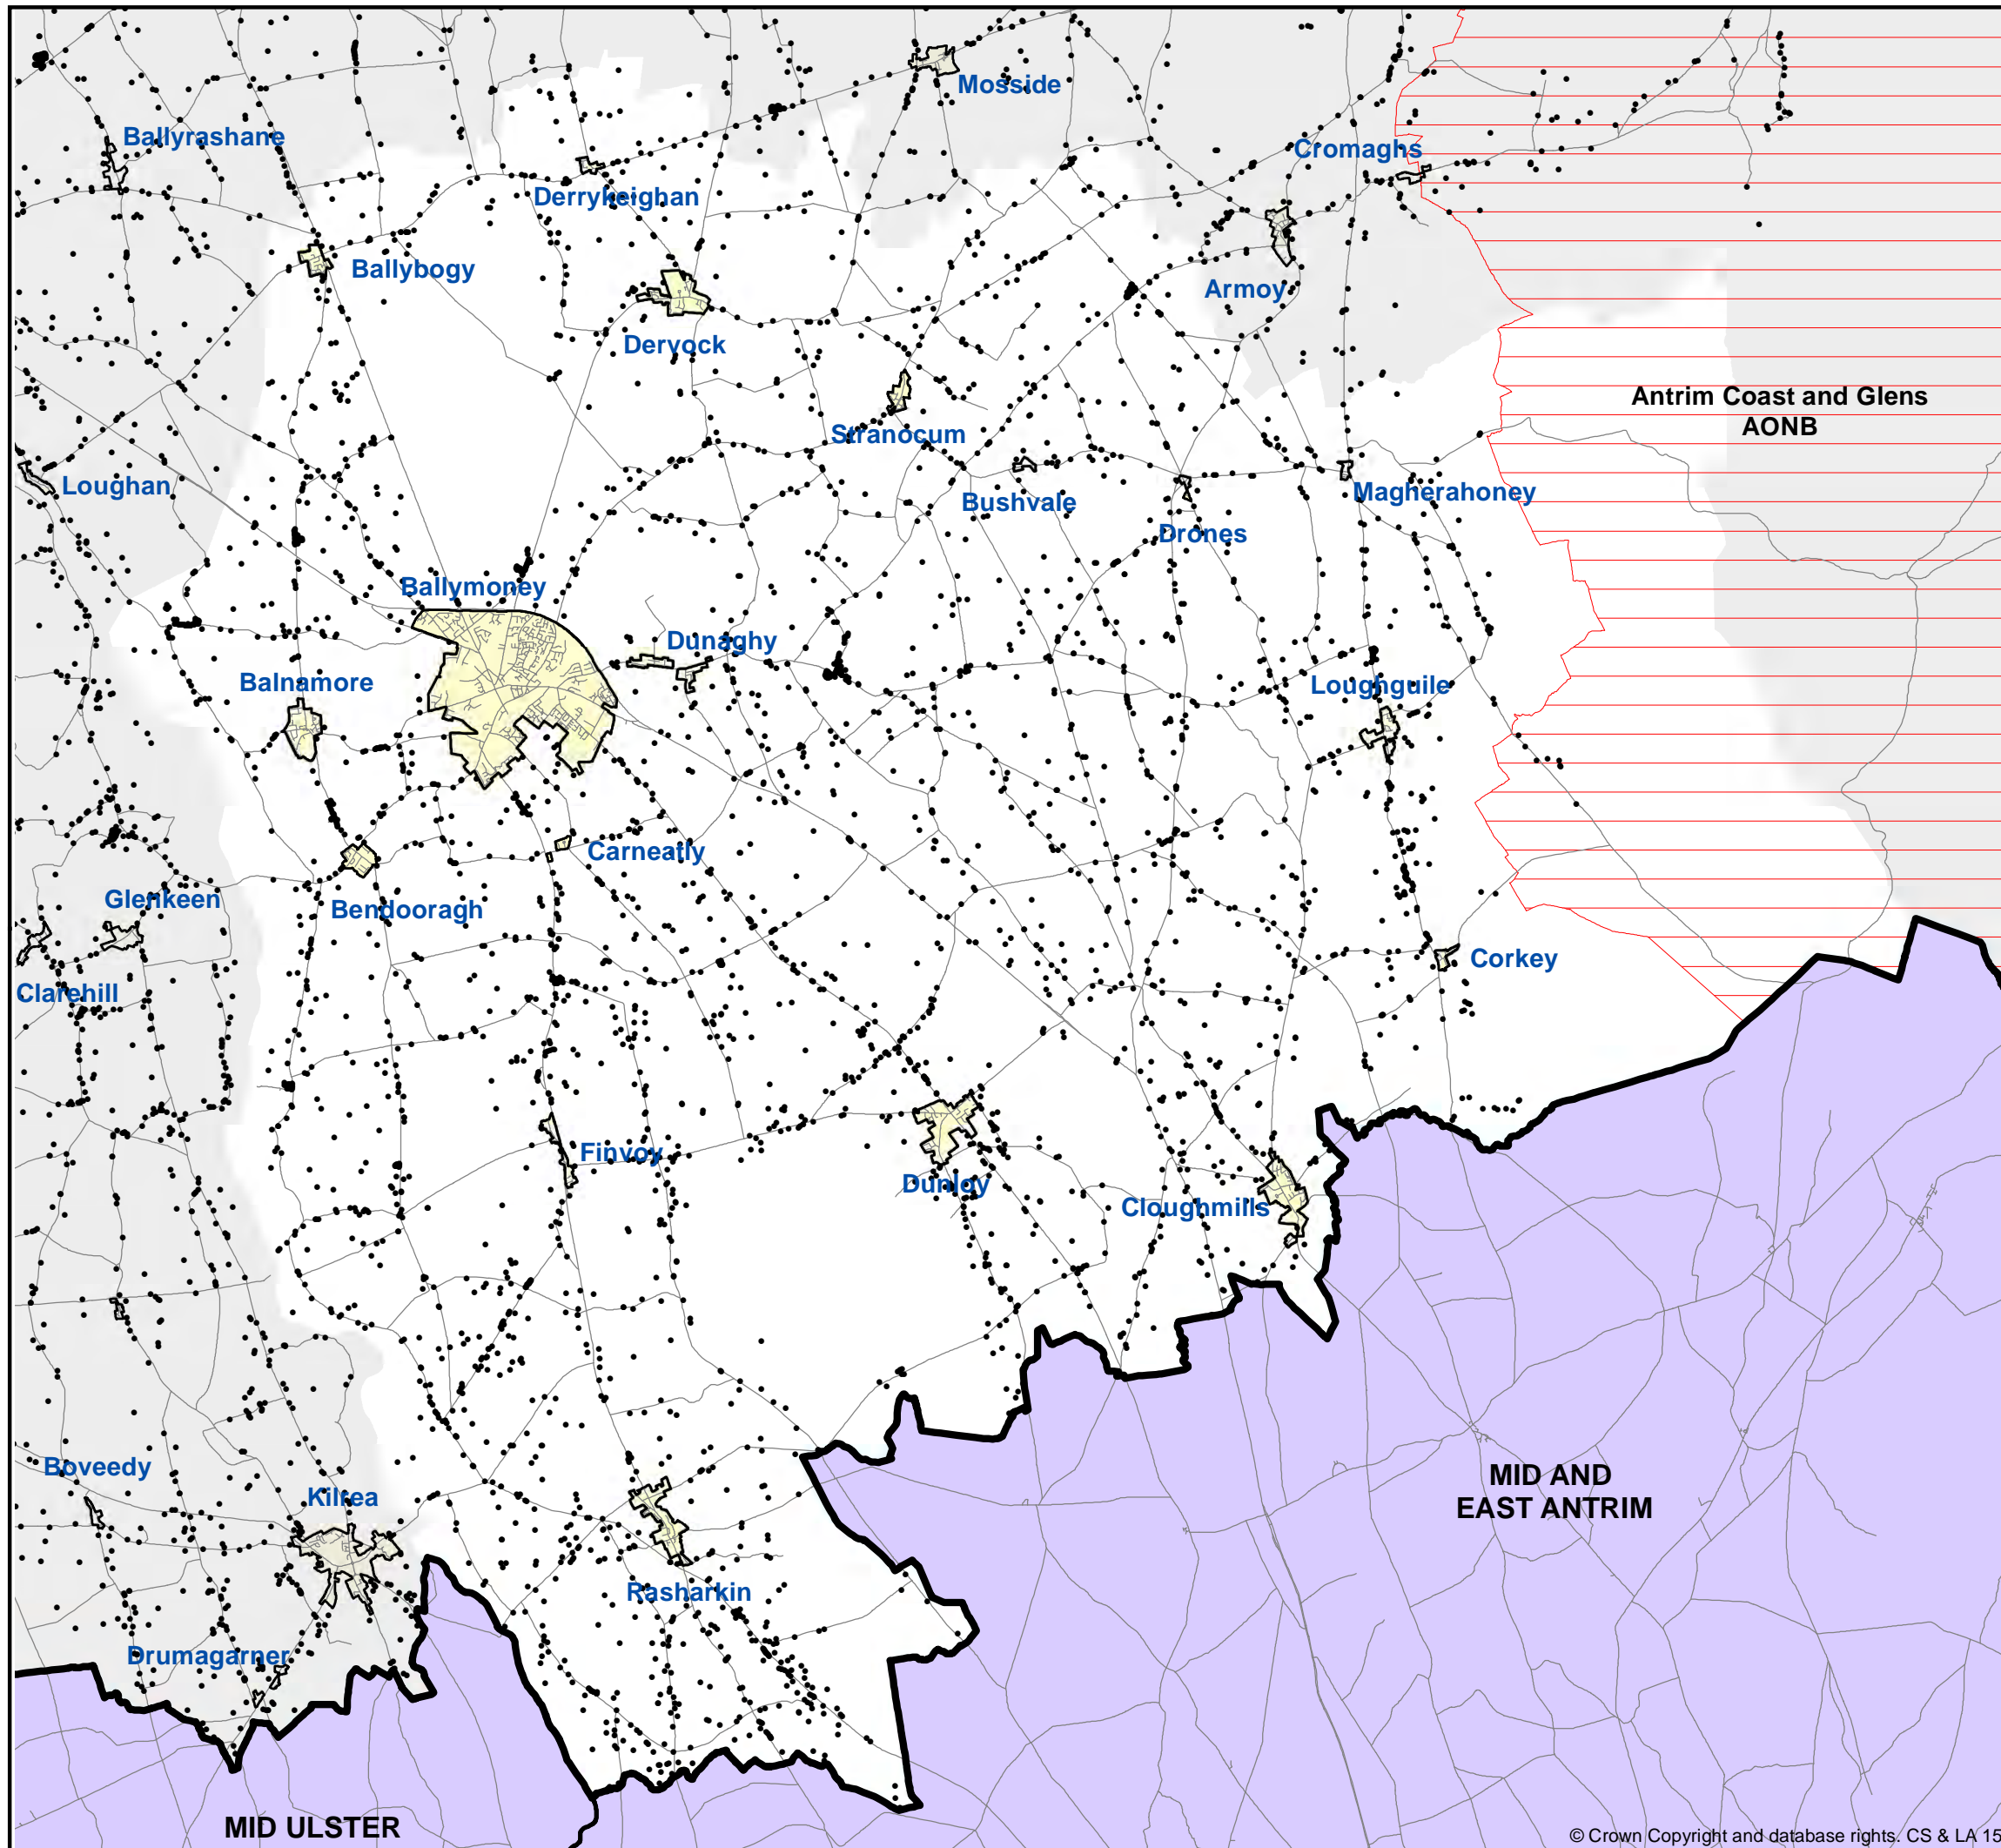 Mosside
Ballyrashane
Cromaghs
Derrykeighan
Ballybogy
Armoy
Dervock
Antrim Coast and Glens
AONB
Stranocum
Loughan
Bushvale
Magherahoney
Drones
Ballymoney
Dunaghy
Balnamore
Loughguile
Carneatly
Glenkeen
Bendooragh
Corkey
Clarehill
Finvoy
Dunloy
Cloughmills
Boveedy
MID AND
EAST ANTRIM
Kilrea
Rasharkin
Drumagarner
MID ULSTER
© Crown Copyright and database rights. CS & LA 15